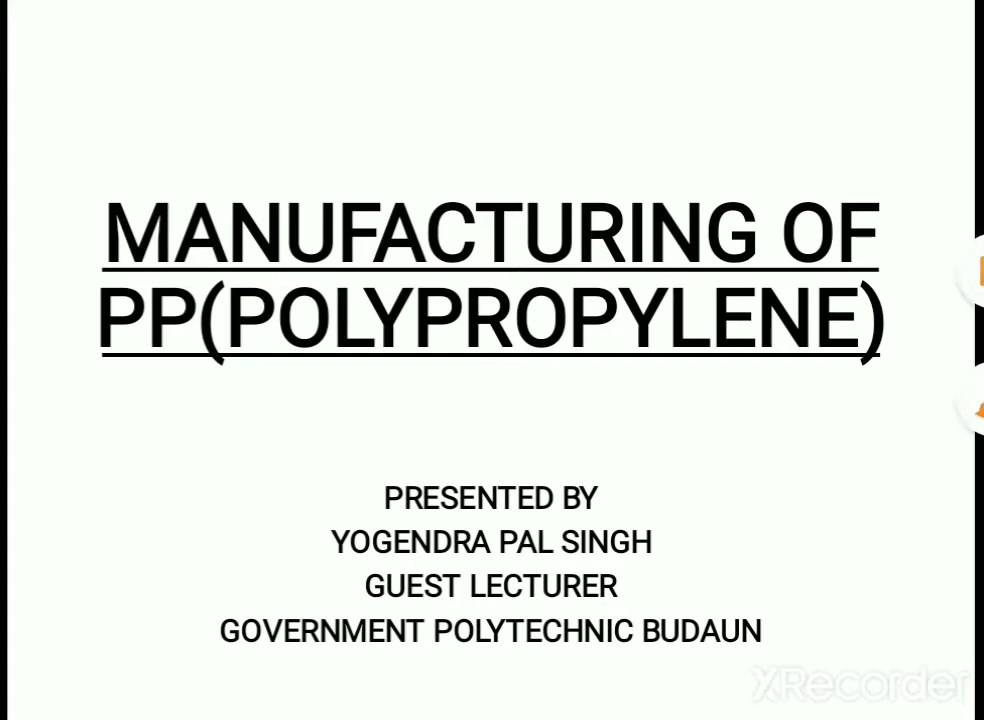 MANUFACTURING OF
PP(POLYPROPYLENE)
PRESENTED BY
YOGENDRA PAL SINGH
GUEST LECTURER
GOVERNMENT POLYTECHNIC BUDAUN
XRecorder